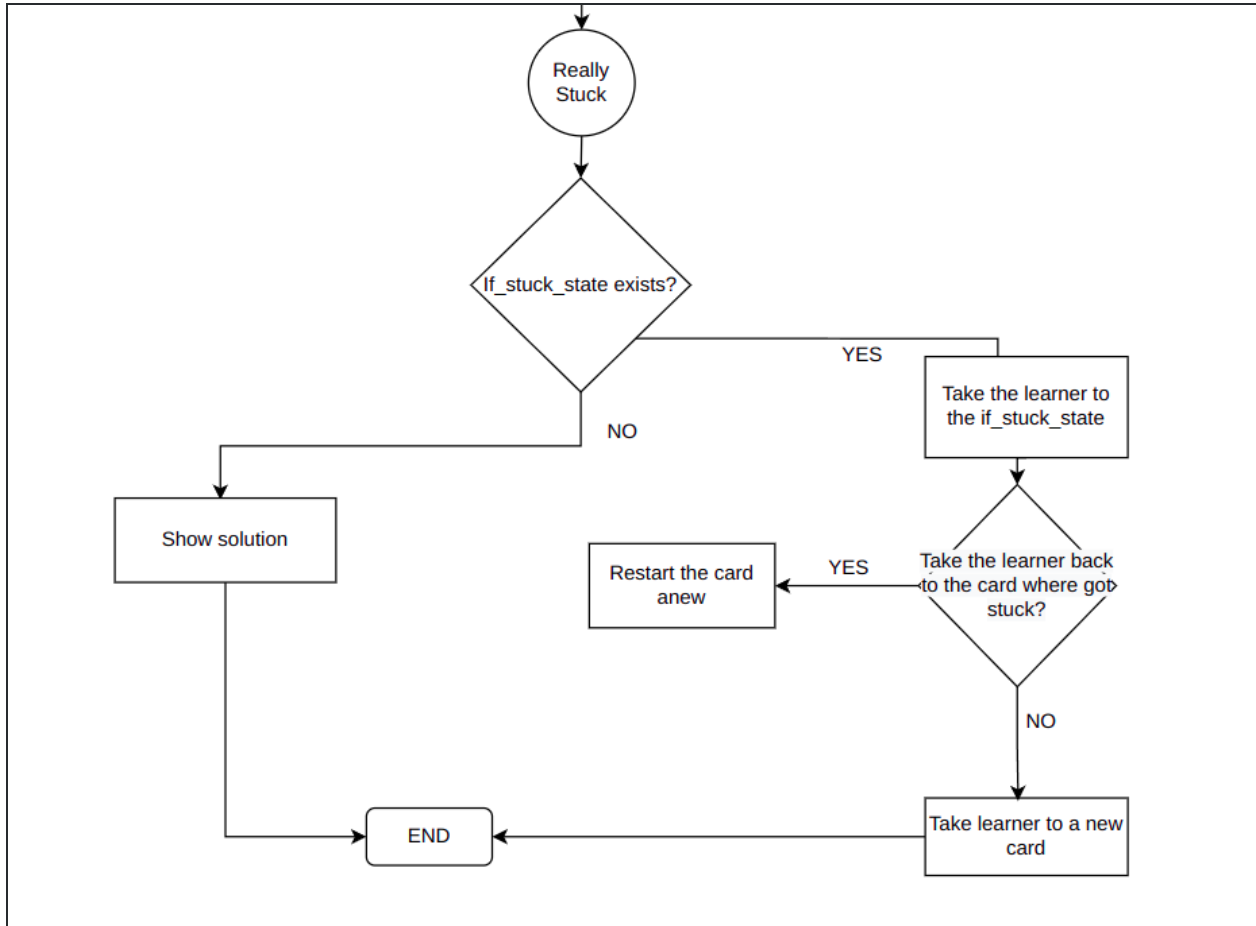 Really
Stuck
If_stuck_state exists?
YES
NO
Take the learner to
the if_stuck_state
Show solution
Restart the card
anew
YES
Take the learner back
to the card where got
stuck?
NO
END
Take learner to a new
card